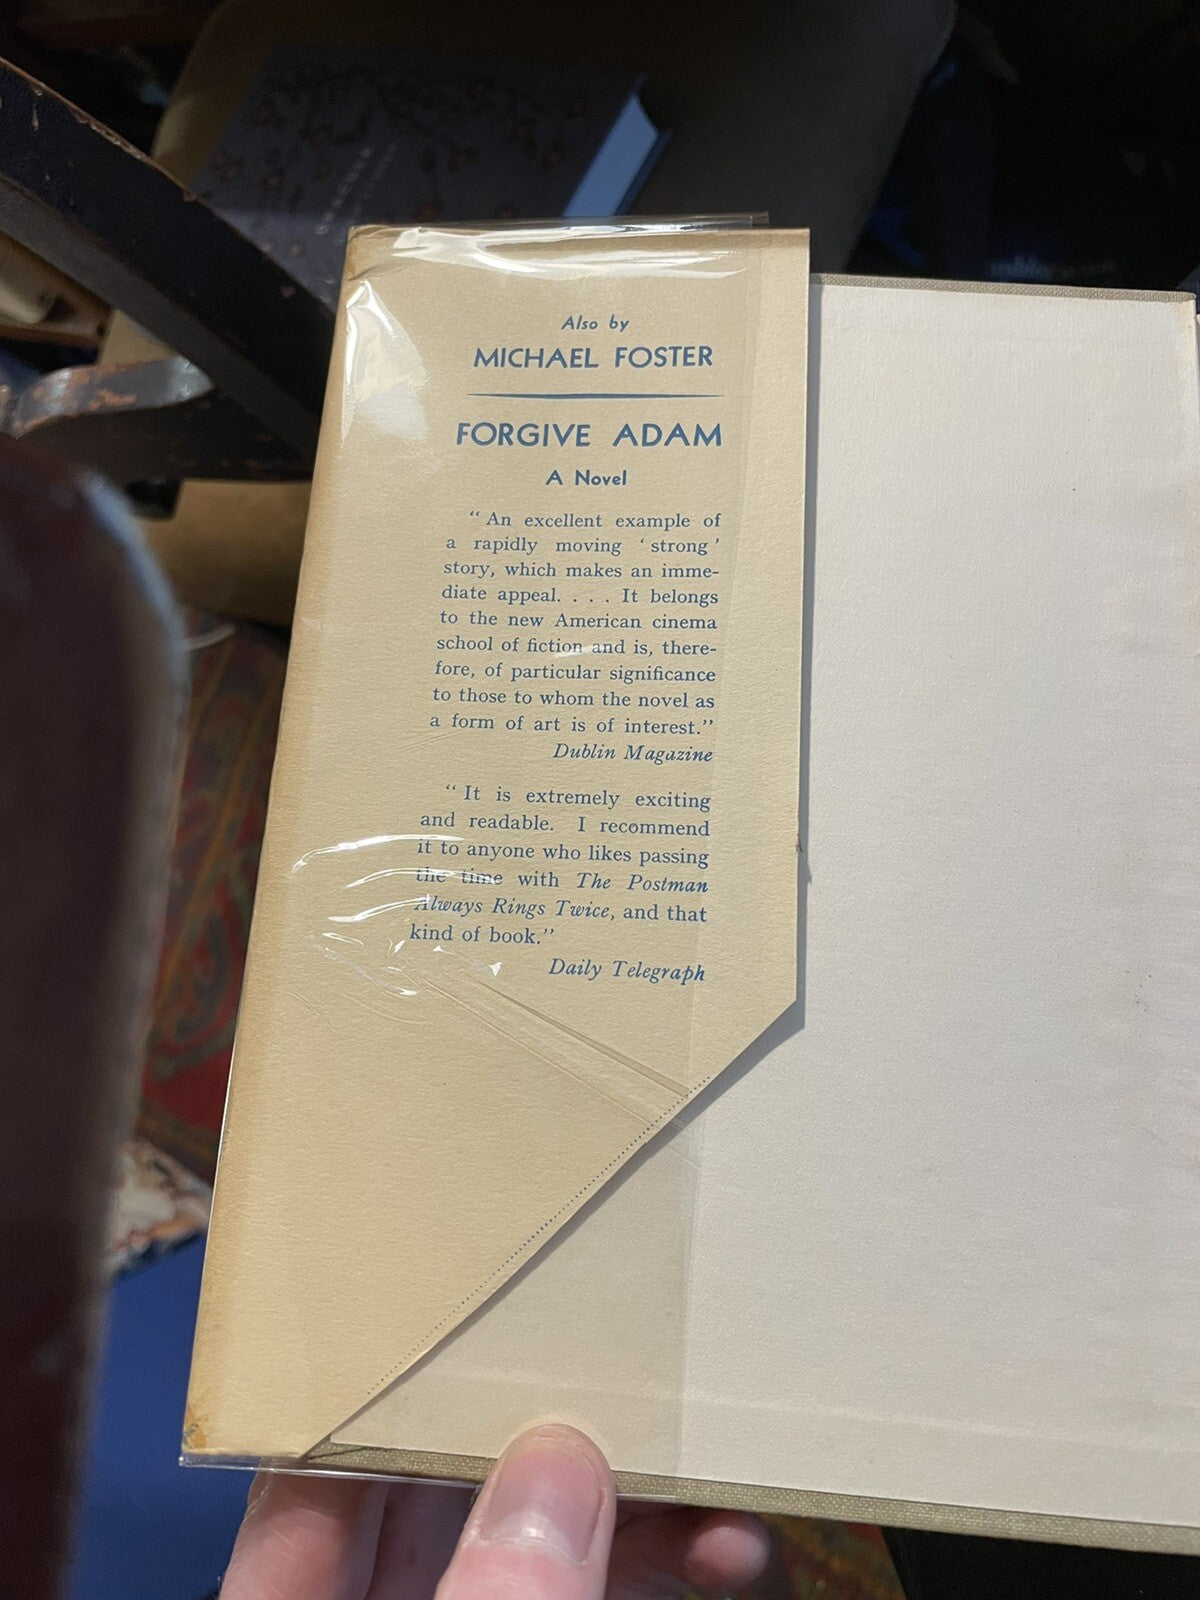 Also by
MICHAEL FOSTER
FORGIVE ADAM
A Novel
“ An excellent example of
a rapidly moving ‘ strong ’
story, which makes an imme-
diate appeal. . . . It belongs
to the new American cinema
school of fiction and is, there-
fore, of particular significance
to those to whom the novel as
a form of art is of interest.”
Dublin Magazine
“ It is extremely exciting
and readable. I recommend
it to anyone who likes passing
the time with The Postman
Always Rings Twice, and that
kind of book.”
Daily Telegraph